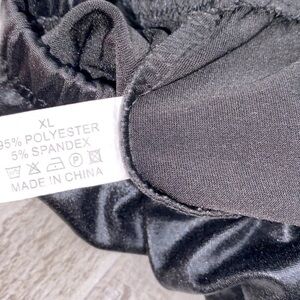 XL
95% POLYESTER
5% SPANDEX
MADE IN CHINA